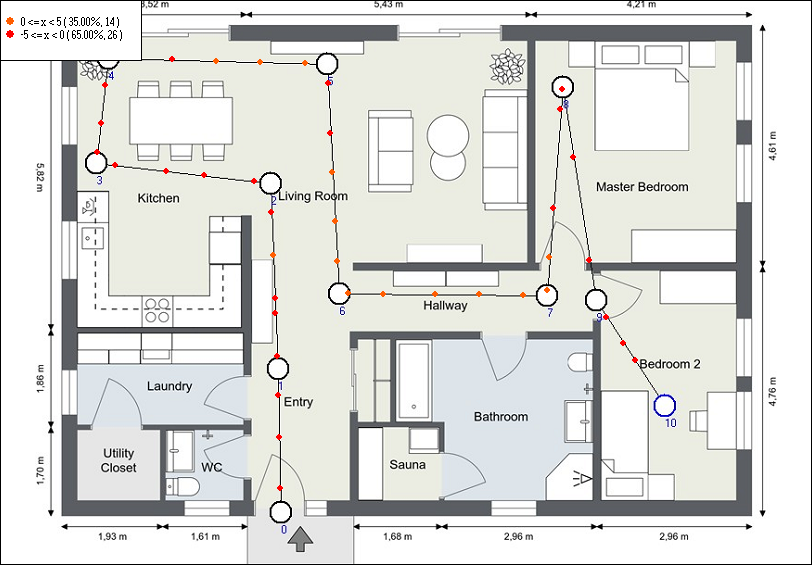 3,52 m
5,43 m
4,21 m
0 <= x < 5 ( 35.00%, 14 )
-5 <= x < 0 ( 65.00%, 26 )
4
5
8
4,61 m
5,82 m
3
Kitchen
2
Living Room
Master Bedroom
6
Hallway
7
9
1
Bedroom 2
1,86 m
Laundry
Entry
4,76 m
10
Bathroom
Utility
Closet
WC
Sauna
1,70 m
0
1,93 m
1,61 m
1,68 m
2,96 m
2,96 m